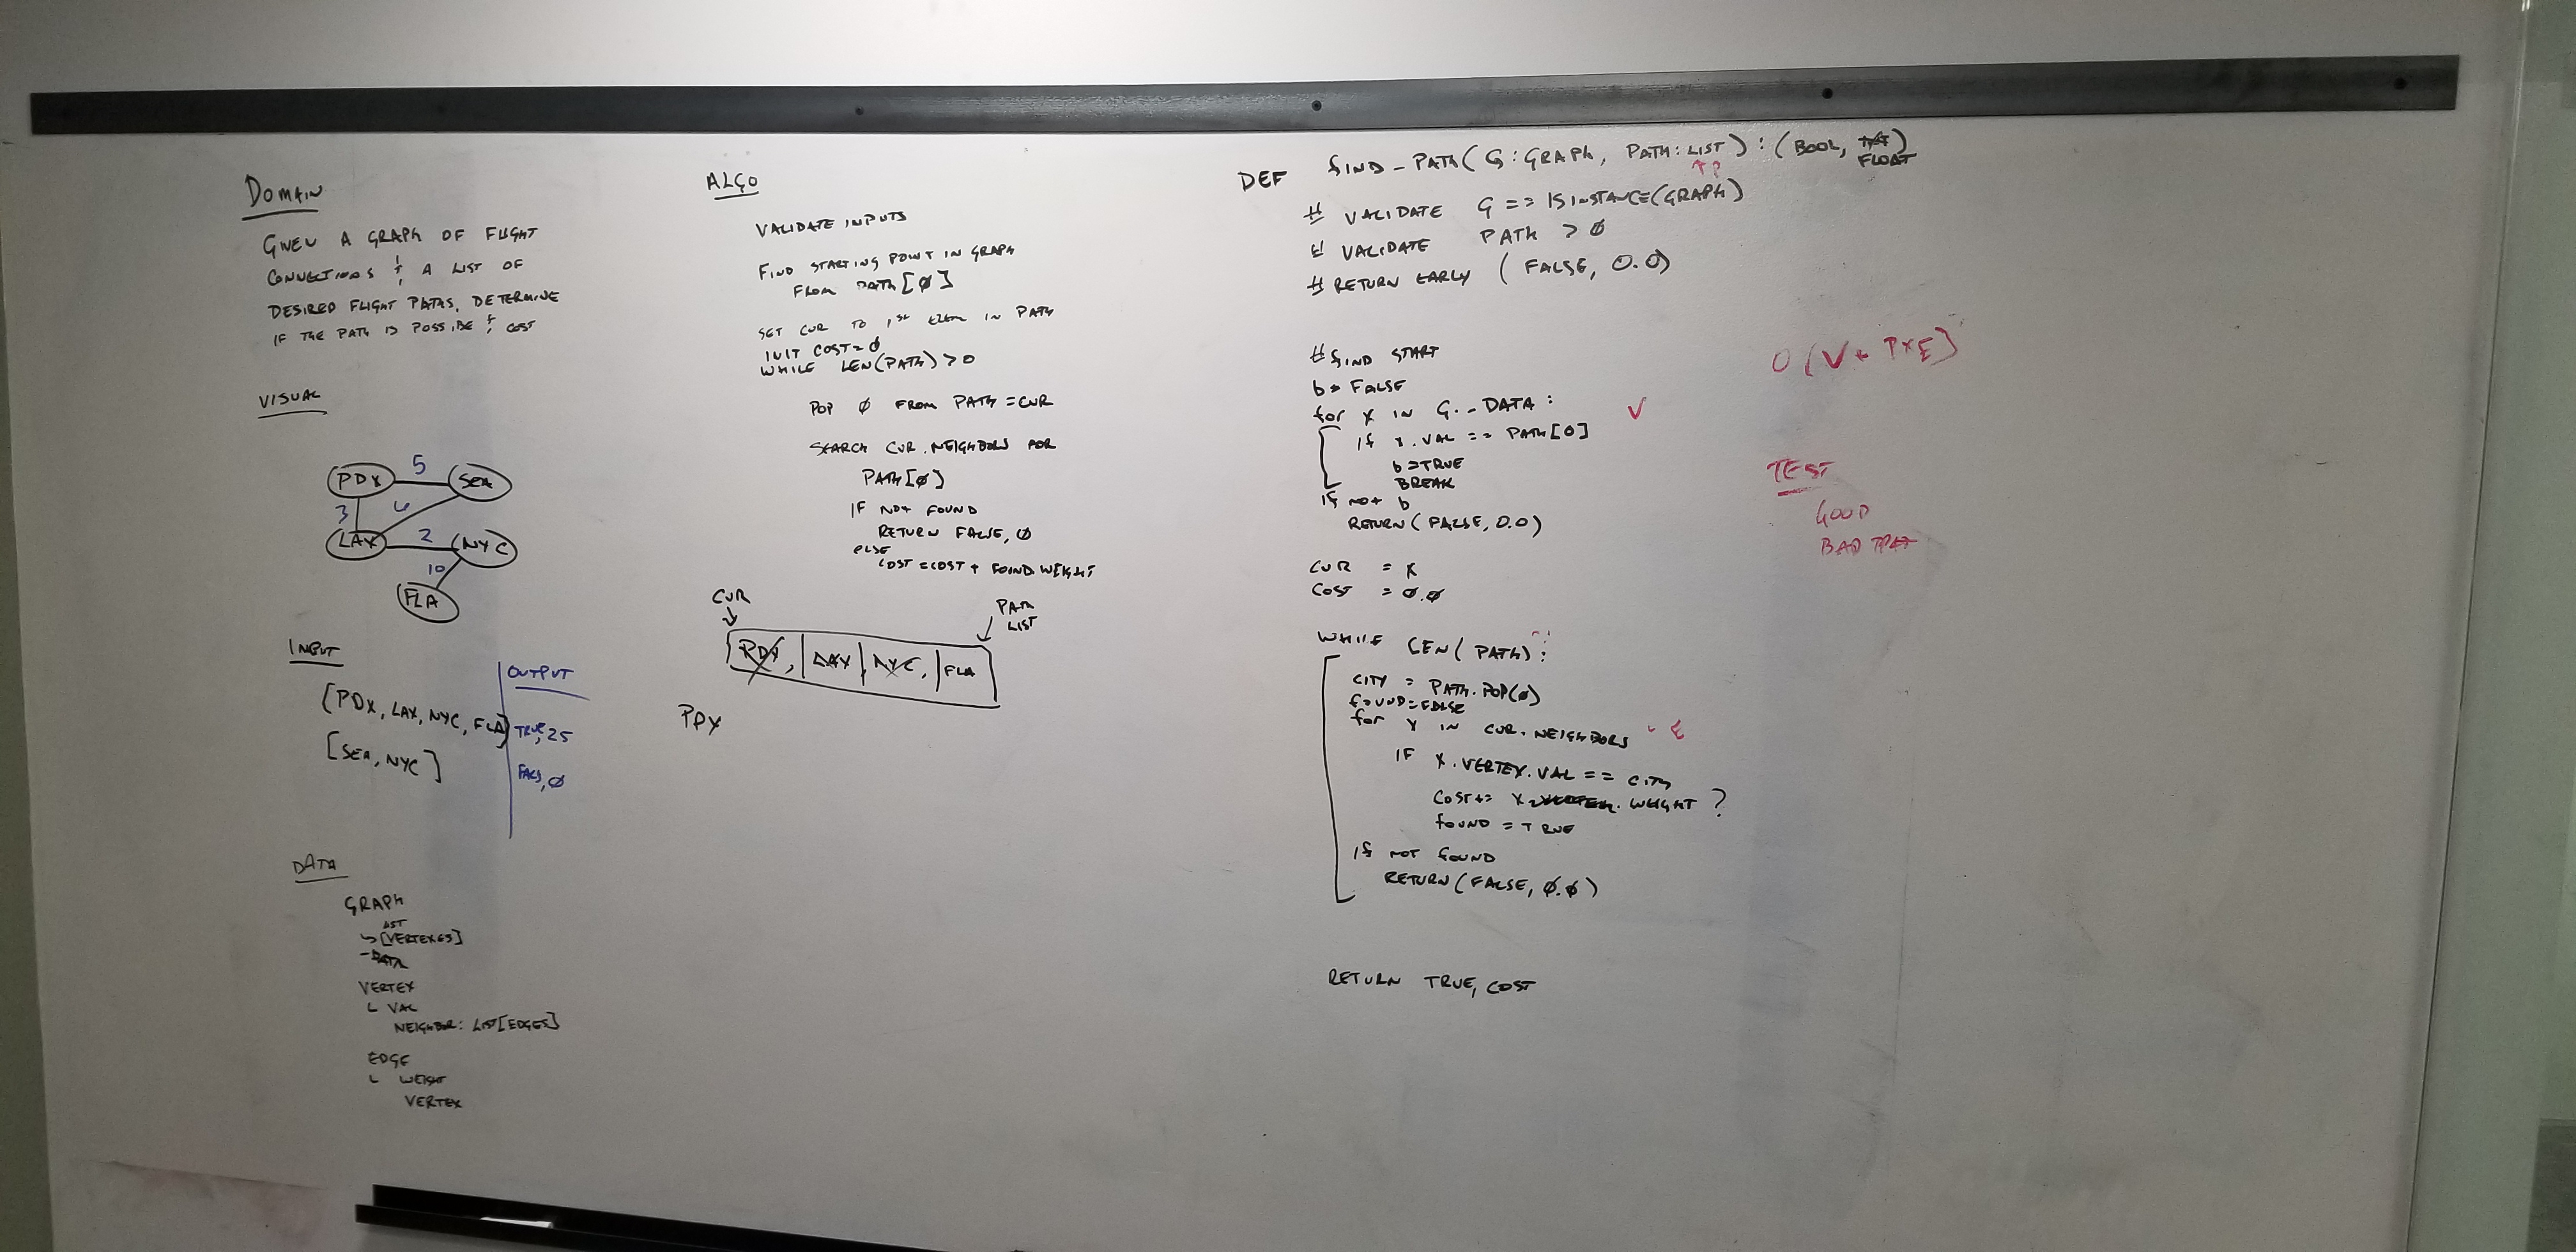 DOMAIN
GIVEN A GRAPH OF FLIGHT
CONNECTIONS & A LIST OF
DESIRED FLIGHT PATHS, DETERMINE
IF THE PATH IS POSSIBE & COST
VISUAL
PDX 5 SEA
3 6
LAX 2 NYC
10
FLA
INPUT
OUTPUT
[PDX, LAX, NYC, FLA] TRUE, 25
[SEA, NYC]
FALS, Ø
DATA
GRAPH
LIST
↳ [VERTEXES]
- DATA
VERTEX
L VAL
NEIGHBOR: LIST[EDGES]
EDGE
L WEIGHT
VERTEX
ALGO
VALIDATE INPUTS
FIND STARTING POINT IN GRAPH
FROM PATH[Ø]
SET CUR TO 1ST ELEM IN PATH
INIT COST=Ø
WHILE LEN(PATH) > 0
POP Ø FROM PATH = CUR
SEARCH CUR.NEIGHBORS FOR
PATH[Ø]
IF NOT FOUND
RETURN FALSE, Ø
ELSE
COST = COST + FOUND.WEIGHT
CUR
PATH
LIST
PDX, LAX, NYC, FLA
PDX
DEF FIND_PATH(G: GRAPH, PATH: LIST): (BOOL, INT)
↑?
FLOAT
# VALIDATE G == ISINSTANCE(GRAPH)
# VALIDATE PATH > Ø
# RETURN EARLY (FALSE, 0.0)
# FIND START
b = FALSE
for X IN G._DATA: V
IF X.VAL == PATH[0]
b = TRUE
BREAK
IF NOT b
RETURN (FALSE, 0.0)
CUR = X
COST = Ø.Ø
WHILE LEN(PATH):
CITY = PATH.POP(Ø)
FOUND = FALSE
for Y IN CUR.NEIGHBORS - E
IF X.VERTEX.VAL == CITY
COST += X.WEIGHT ?
FOUND = TRUE
IF NOT FOUND
RETURN (FALSE, Ø.Ø)
RETURN TRUE, COST
O(V + P*E)
TEST
GOOD
BAD